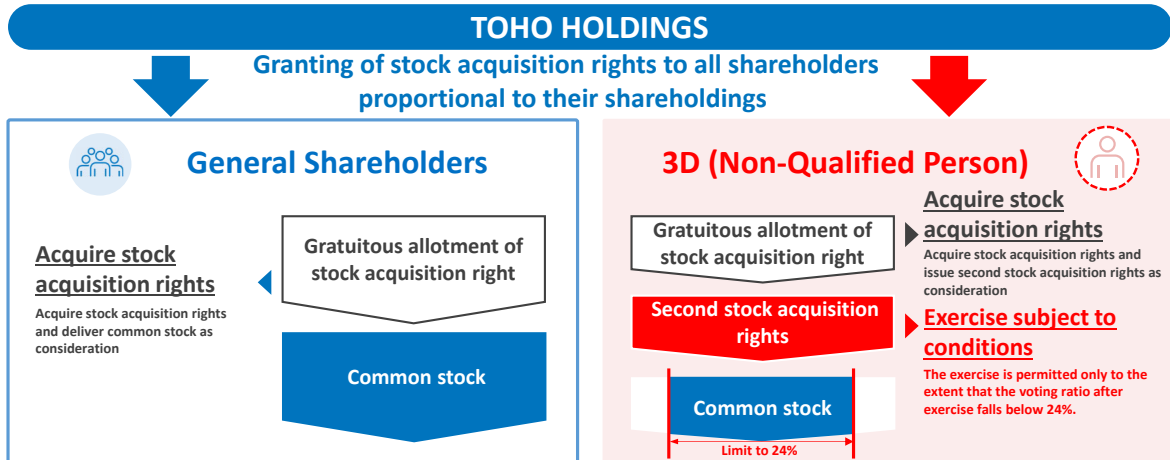 TOHO HOLDINGS
Granting of stock acquisition rights to all shareholders
proportional to their shareholdings
General Shareholders
Acquire stock
acquisition rights
Acquire stock acquisition rights
and deliver common stock as
consideration
Gratuitous allotment of
stock acquisition right
Common stock
3D (Non-Qualified Person)
Gratuitous allotment of
stock acquisition right
Acquire stock
acquisition rights
Acquire stock acquisition rights and
issue second stock acquisition rights as
consideration
Second stock acquisition
rights
Exercise subject to
conditions
The exercise is permitted only to the
extent that the voting ratio after
exercise falls below 24%.
Common stock
Limit to 24%